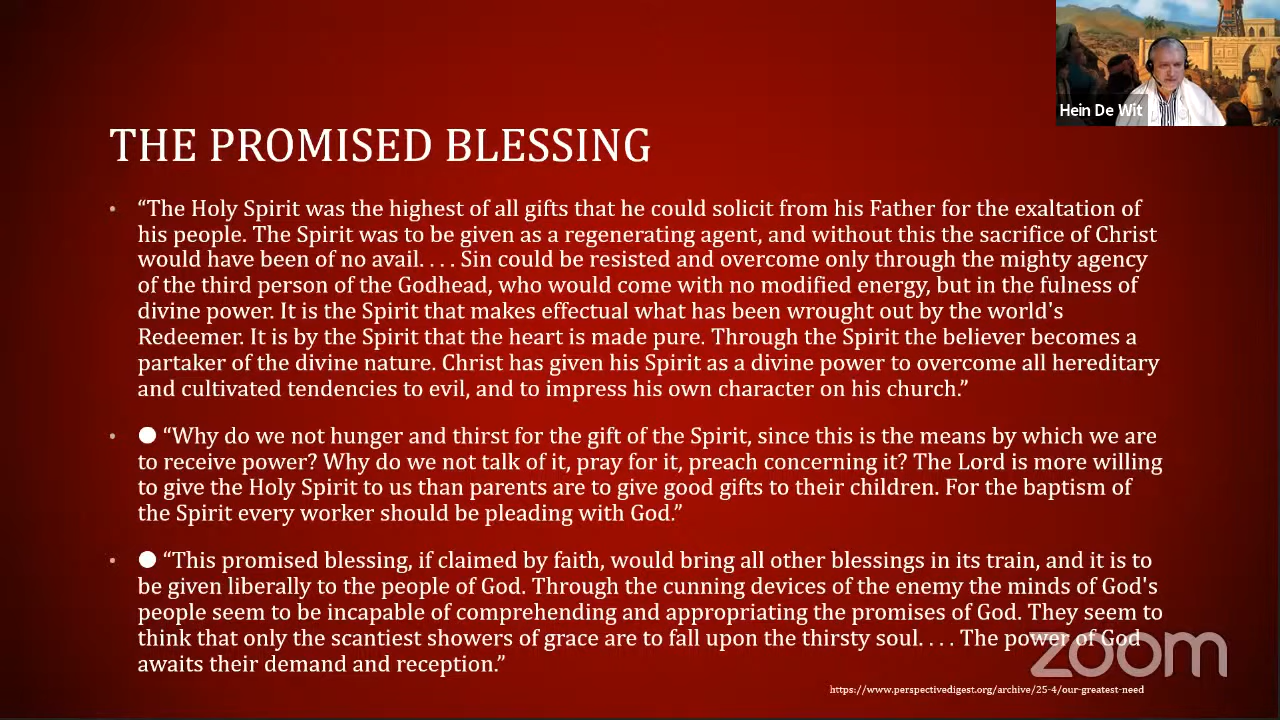 Hein De Wit
THE PROMISED BLESSING
• “The Holy Spirit was the highest of all gifts that he could solicit from his Father for the exaltation of
his people. The Spirit was to be given as a regenerating agent, and without this the sacrifice of Christ
would have been of no avail. . . . Sin could be resisted and overcome only through the mighty agency
of the third person of the Godhead, who would come with no modified energy, but in the fulness of
divine power. It is the Spirit that makes effectual what has been wrought out by the world's
Redeemer. It is by the Spirit that the heart is made pure. Through the Spirit the believer becomes a
partaker of the divine nature. Christ has given his Spirit as a divine power to overcome all hereditary
and cultivated tendencies to evil, and to impress his own character on his church.”
• ● “Why do we not hunger and thirst for the gift of the Spirit, since this is the means by which we are
to receive power? Why do we not talk of it, pray for it, preach concerning it? The Lord is more willing
to give the Holy Spirit to us than parents are to give good gifts to their children. For the baptism of
the Spirit every worker should be pleading with God.”
• ● “This promised blessing, if claimed by faith, would bring all other blessings in its train, and it is to
be given liberally to the people of God. Through the cunning devices of the enemy the minds of God's
people seem to be incapable of comprehending and appropriating the promises of God. They seem to
think that only the scantiest showers of grace are to fall upon the thirsty soul. . . . The power of God
awaits their demand and reception.”
zoom
https://www.perspectivedigest.org/archive/25-4/our-greatest-need